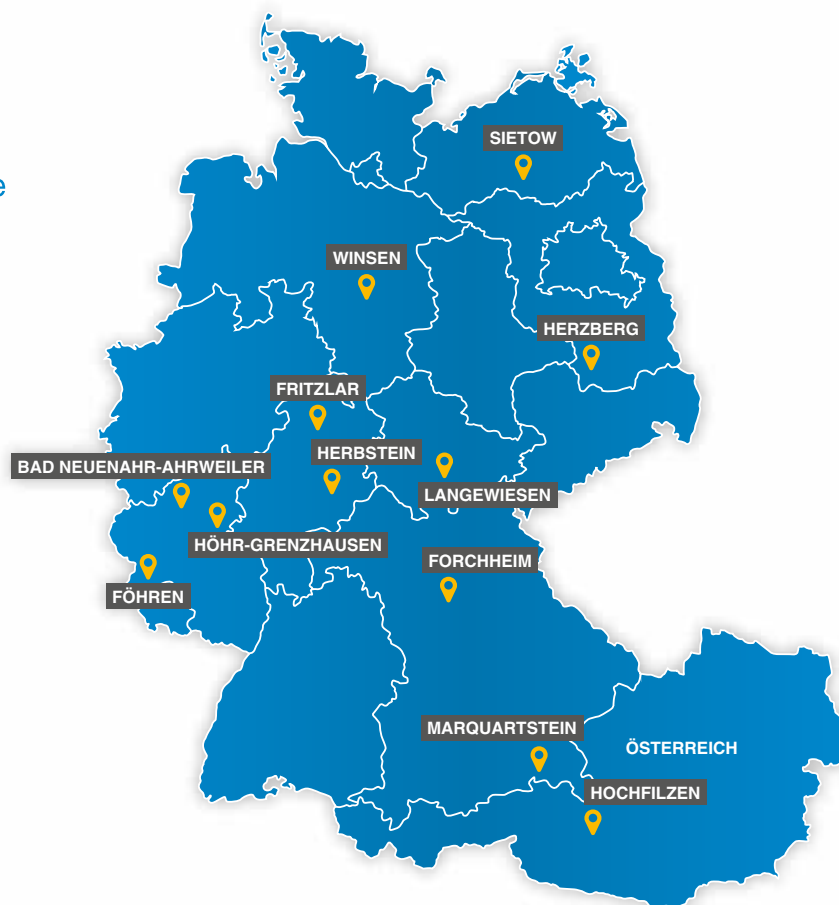 SIETOW
e
WINSEN
HERZBERG
FRITZLAR
HERBSTEIN
BAD NEUENAHR-AHRWEILER
LANGEWIESEN
HÖHR-GRENZHAUSEN
FORCHHEIM
FÖHREN
MARQUARTSTEIN
ÖSTERREICH
HOCHFILZEN